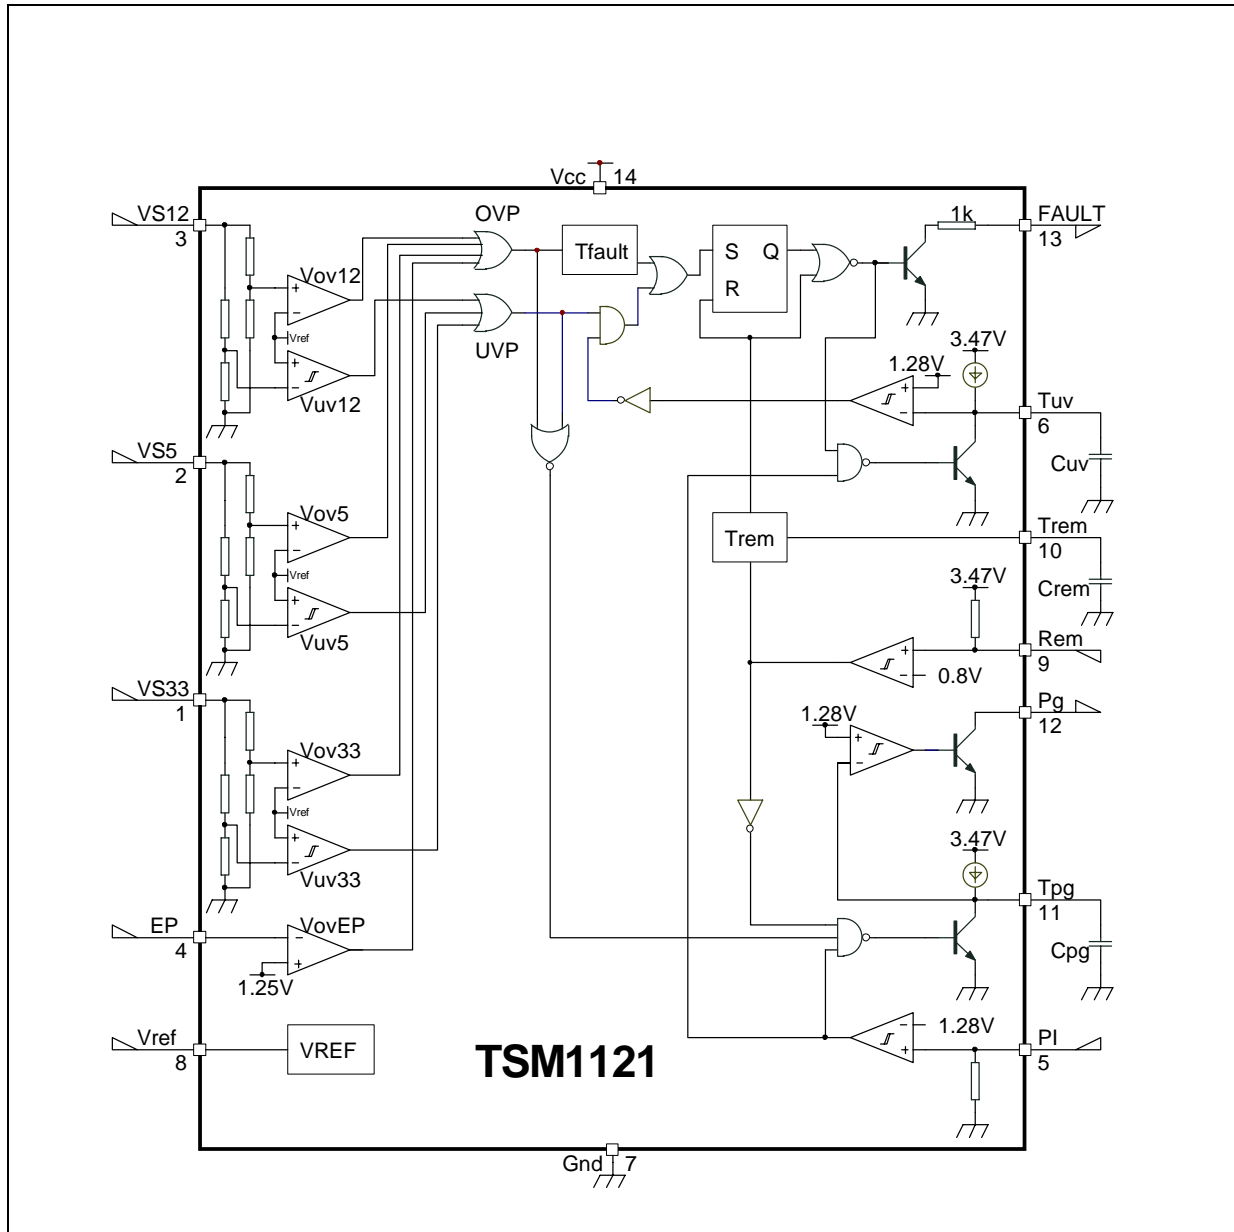 Vcc 14
VS12
3
OVP
1k
FAULT
13
Tfault
S Q
R
Vov12
+
−
Vref
+
−
Vuv12
UVP
3.47V
1.28V
+
−
Tuv
6
Cuv
VS5
2
Vov5
+
−
Vref
+
−
Vuv5
Trem
Trem
10
Crem
3.47V
Rem
9
+
−
0.8V
VS33
1
Vov33
+
−
Vref
+
−
Vuv33
Pg
12
1.28V
+
−
3.47V
Tpg
11
Cpg
EP
4
VovEP
−
+
1.25V
Vref
8
VREF
TSM1121
−
+
1.28V
PI
5
Gnd 7